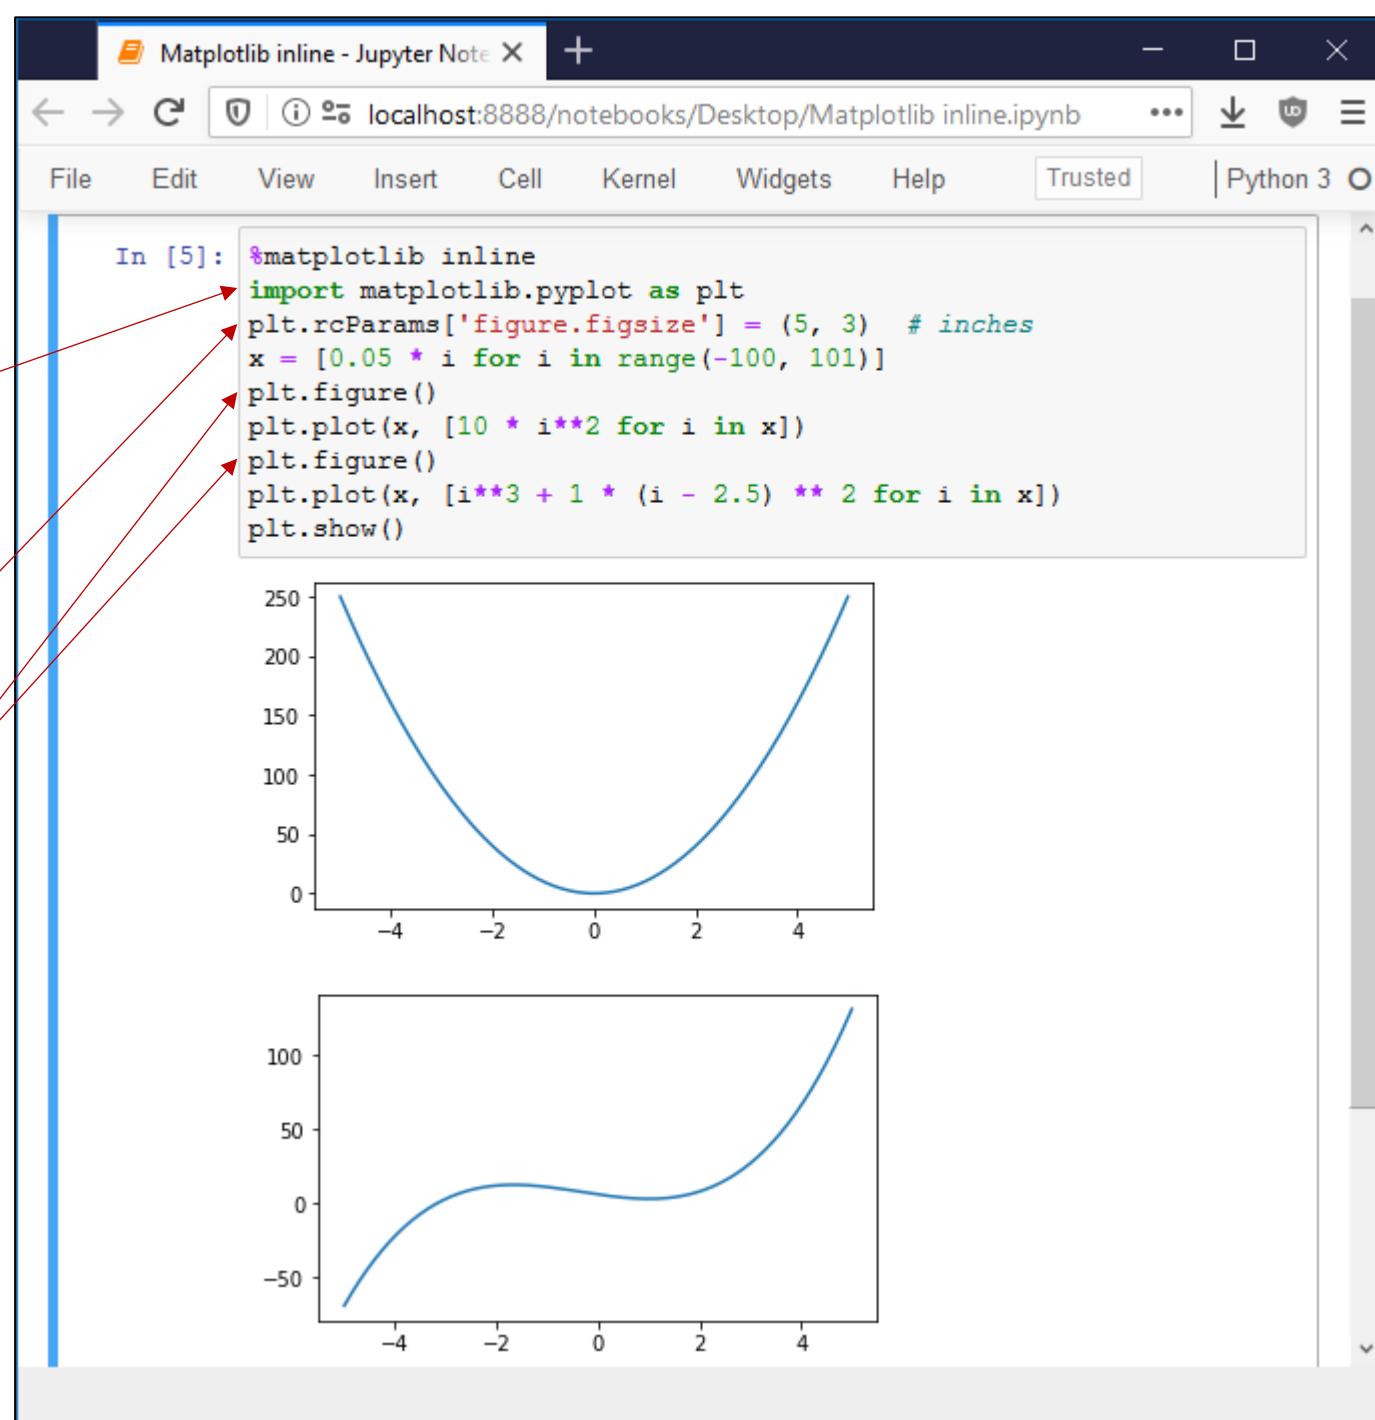 Matplotlib inline - Jupyter Note
localhost:8888/notebooks/Desktop/Matplotlib inline.ipynb
File Edit View Insert Cell Kernel Widgets Help Trusted Python 3
In [5]: %matplotlib inline
import matplotlib.pyplot as plt
plt.rcParams['figure.figsize'] = (5, 3)  # inches
x = [0.05 * i for i in range(-100, 101)]
plt.figure()
plt.plot(x, [10 * i**2 for i in x])
plt.figure()
plt.plot(x, [i**3 + 1 * (i - 2.5) ** 2 for i in x])
plt.show()
250
200
150
100
50
0
−4 −2 0 2 4
100
50
0
−50
−4 −2 0 2 4